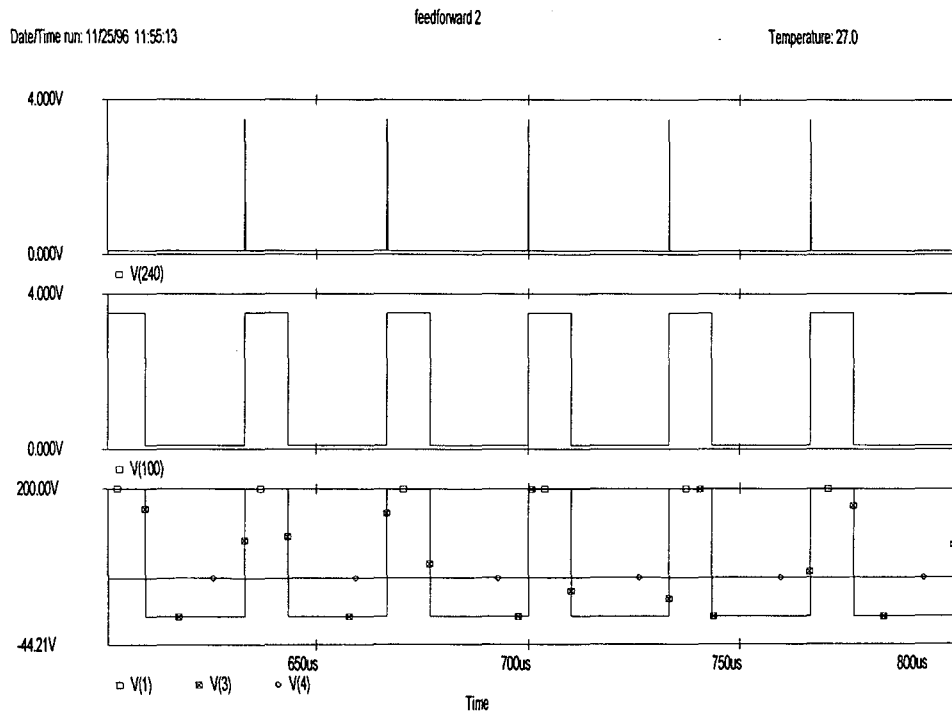 feedforward 2
Date/Time run: 11/25/96 11:55:13 Temperature: 27.0
4.000V
0.000V
V(240)
4.000V
0.000V
V(100)
200.00V
-44.21V
650us 700us 750us 800us
V(1) V(3) V(4)
Time